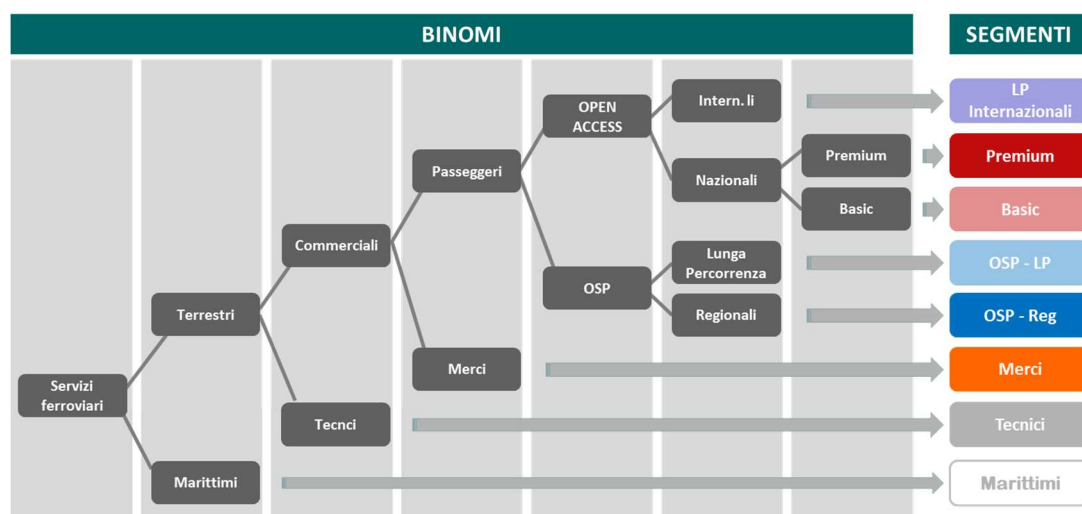 BINOMI
SEGMENTI
Intern. li
LP
Internazionali
OPEN
ACCESS
Premium
Premium
Passeggeri
Nazionali
Basic
Basic
Commerciali
Lunga
Percorrenza
OSP - LP
OSP
Terrestri
Regionali
OSP - Reg
Merci
Merci
Servizi
ferroviari
Tecnci
Tecnici
Marittimi
Marittimi